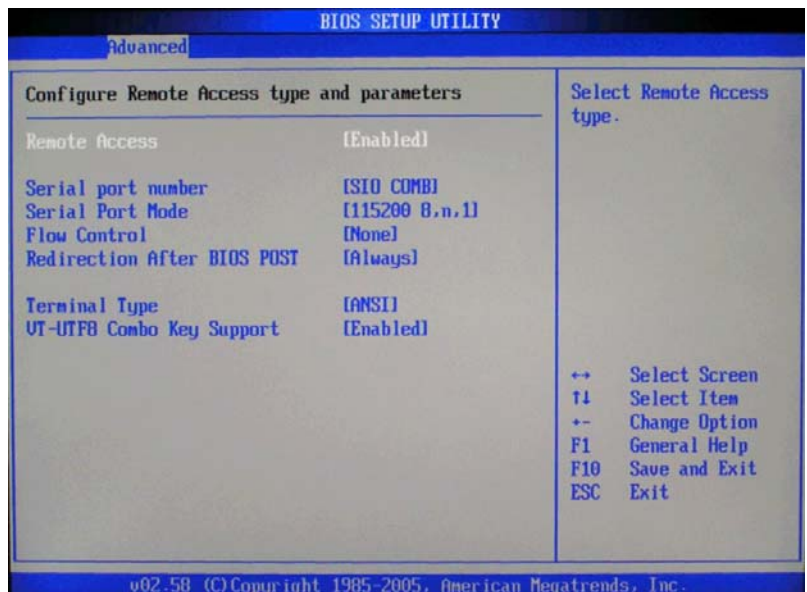 BIOS SETUP UTILITY
Advanced
Configure Remote Access type and parameters
Remote Access [Enabled]
Serial port number [SIO COMB]
Serial Port Mode [115200 8,n,1]
Flow Control [None]
Redirection After BIOS POST [Always]
Terminal Type [ANSI]
VT-UTF8 Combo Key Support [Enabled]
Select Remote Access
type.
↔ Select Screen
↑↓ Select Item
+- Change Option
F1 General Help
F10 Save and Exit
ESC Exit
v02.58 (C)Copyright 1985-2005, American Megatrends, Inc.